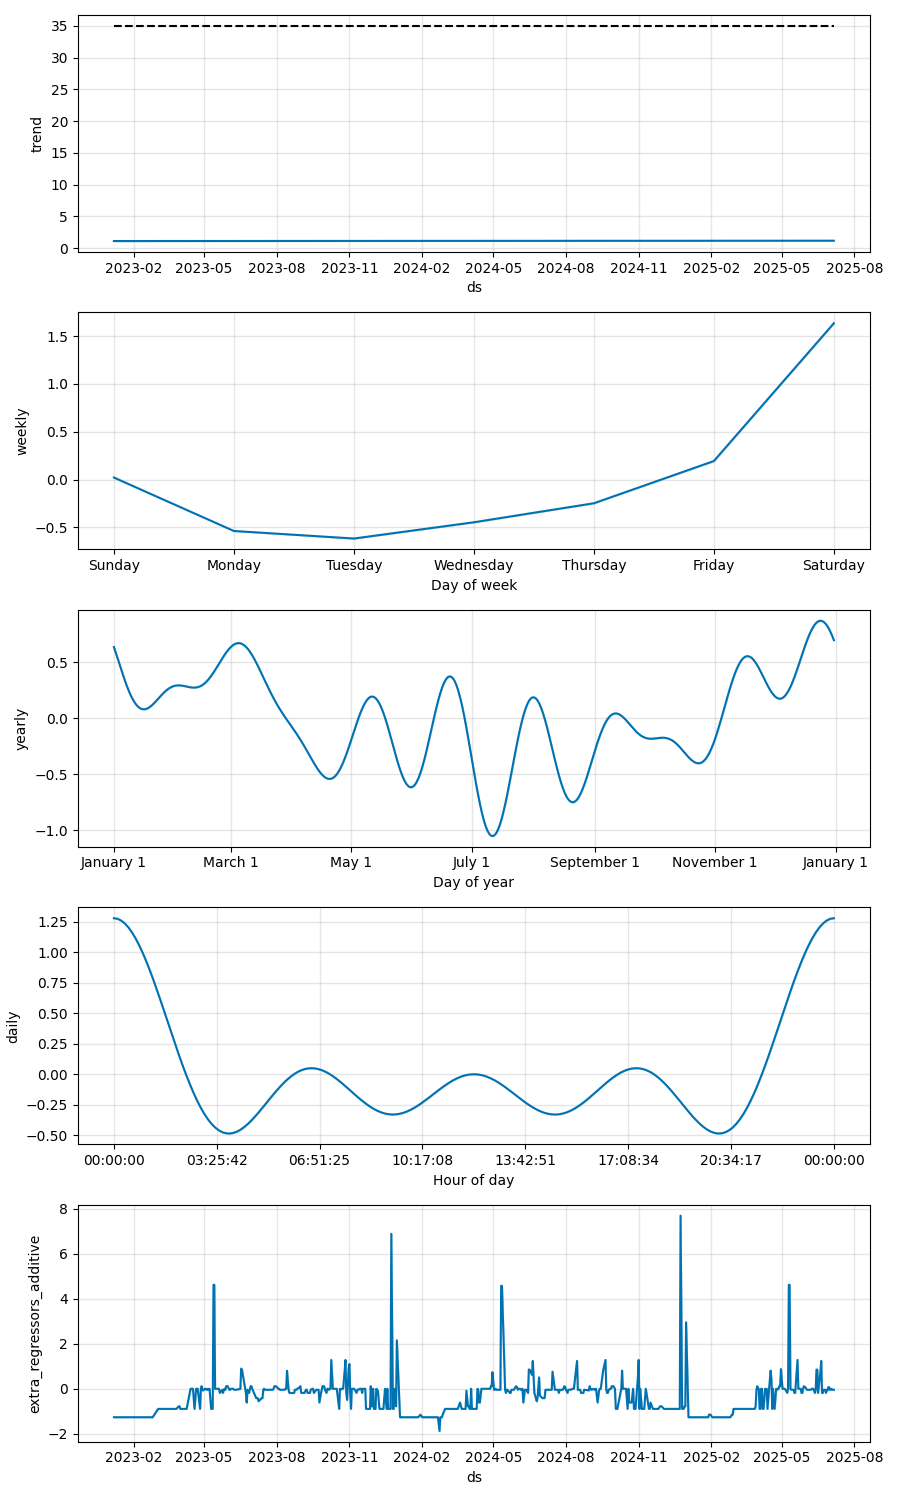 35
30
25
20
15
10
5
0
trend
2023-02 2023-05 2023-08 2023-11 2024-02 2024-05 2024-08 2024-11 2025-02 2025-05 2025-08
ds
1.5
1.0
0.5
0.0
−0.5
weekly
Sunday Monday Tuesday Wednesday Thursday Friday Saturday
Day of week
0.5
0.0
−0.5
−1.0
yearly
January 1 March 1 May 1 July 1 September 1 November 1 January 1
Day of year
1.25
1.00
0.75
0.50
0.25
0.00
−0.25
−0.50
daily
00:00:00 03:25:42 06:51:25 10:17:08 13:42:51 17:08:34 20:34:17 00:00:00
Hour of day
8
6
4
2
0
−2
extra_regressors_additive
2023-02 2023-05 2023-08 2023-11 2024-02 2024-05 2024-08 2024-11 2025-02 2025-05 2025-08
ds